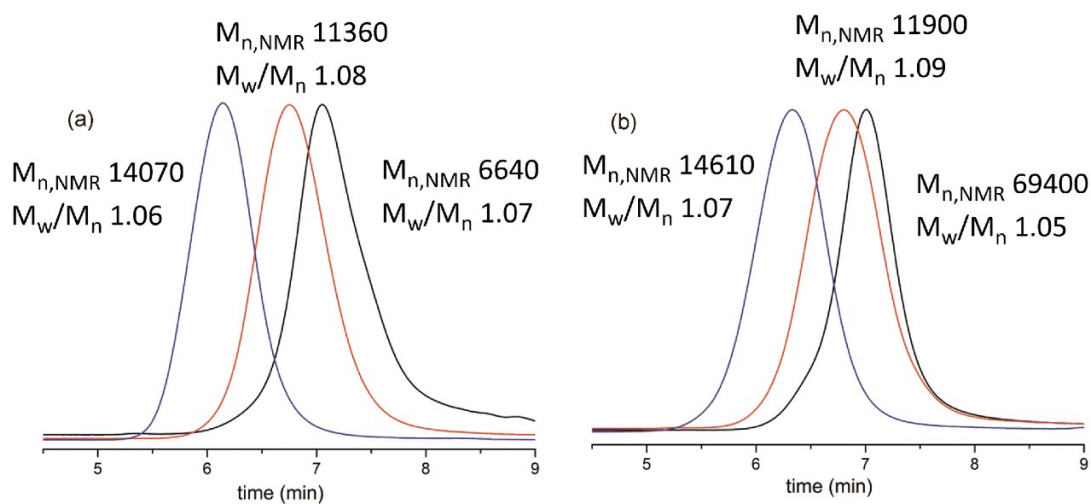 Mn,NMR 11360
Mw/Mn 1.08
(a)
Mn,NMR 14070
Mw/Mn 1.06
Mn,NMR 6640
Mw/Mn 1.07
5 6 7 8 9
time (min)
Mn,NMR 11900
Mw/Mn 1.09
(b)
Mn,NMR 14610
Mw/Mn 1.07
Mn,NMR 69400
Mw/Mn 1.05
5 6 7 8 9
time (min)